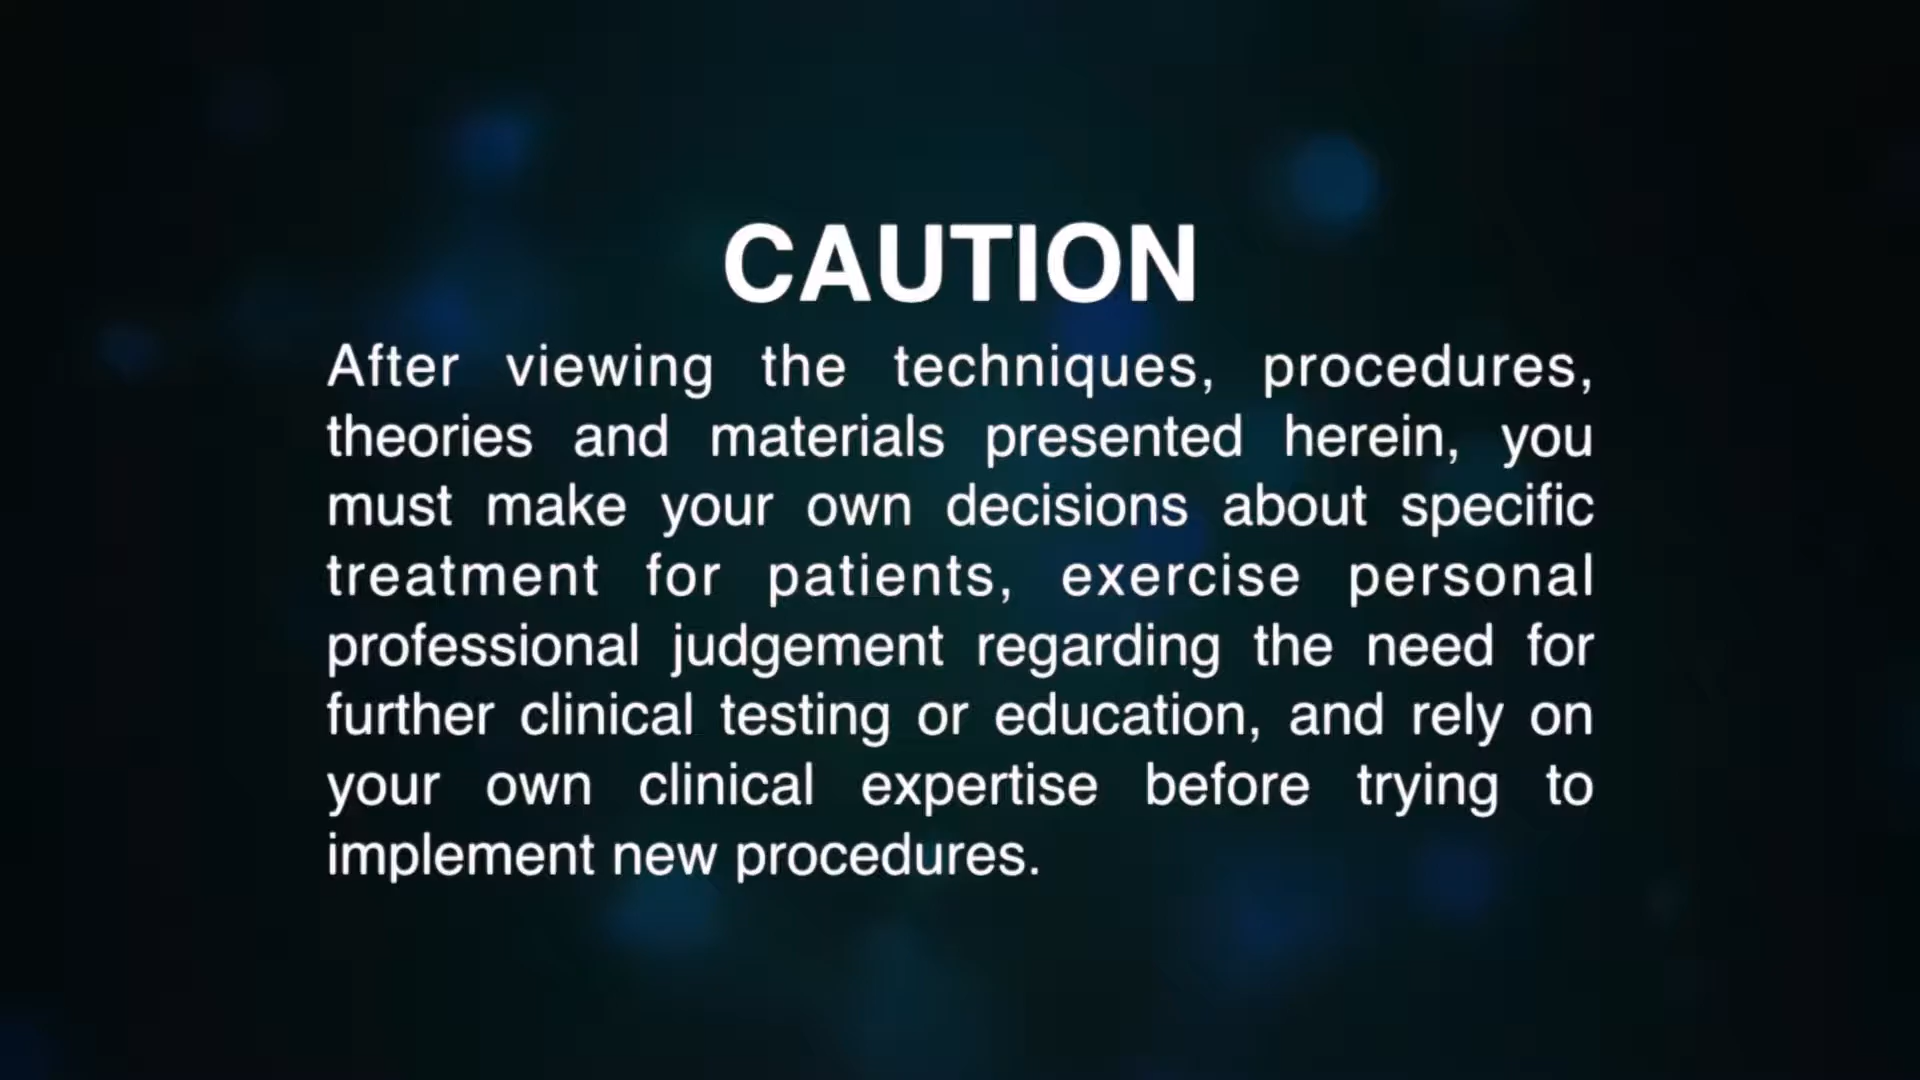 CAUTION
After viewing the techniques, procedures,
theories and materials presented herein, you
must make your own decisions about specific
treatment for patients, exercise personal
professional judgement regarding the need for
further clinical testing or education, and rely on
your own clinical expertise before trying to
implement new procedures.